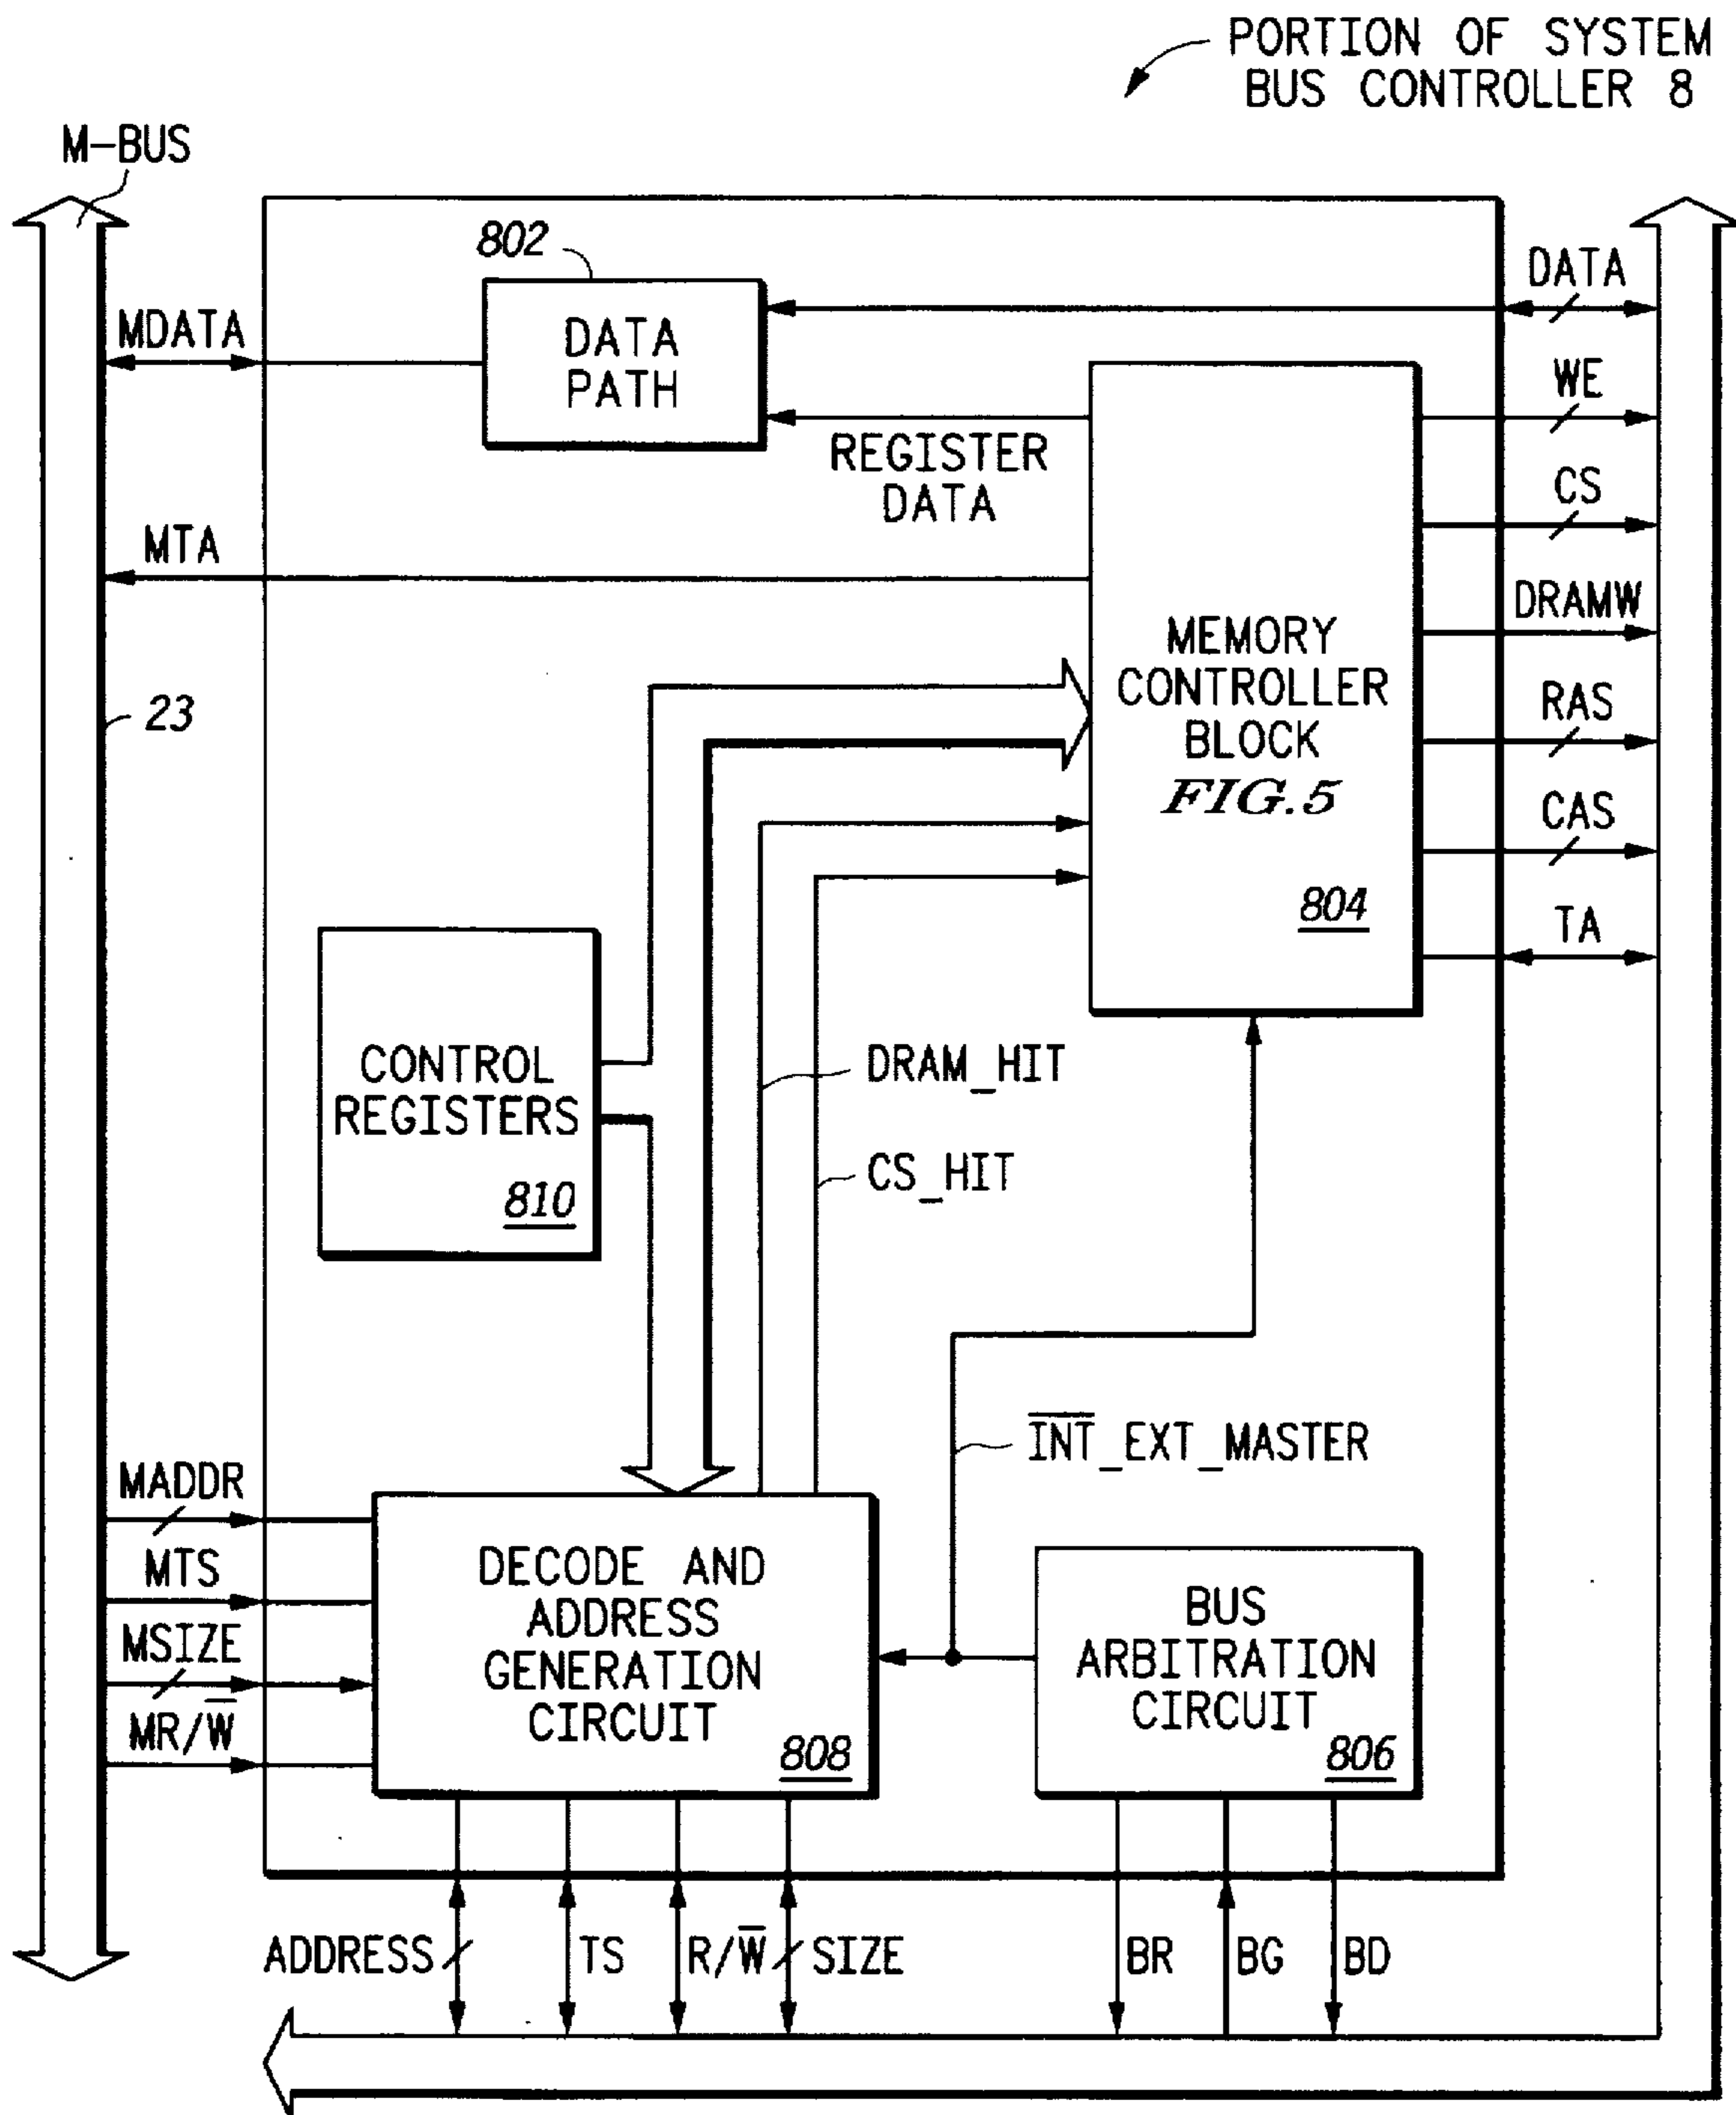 PORTION OF SYSTEM
BUS CONTROLLER 8
M-BUS
802
DATA
PATH
MDATA
DATA
WE
REGISTER
DATA
CS
MTA
DRAMW
MEMORY
CONTROLLER
BLOCK
FIG.5
804
23
RAS
CAS
TA
CONTROL
REGISTERS
810
DRAM_HIT
CS_HIT
I̅N̅T̅_EXT_MASTER
MADDR
MTS
MSIZE
MR/W̅
DECODE AND
ADDRESS
GENERATION
CIRCUIT
808
BUS
ARBITRATION
CIRCUIT
806
ADDRESS
TS
R/W̅
SIZE
BR
BG
BD